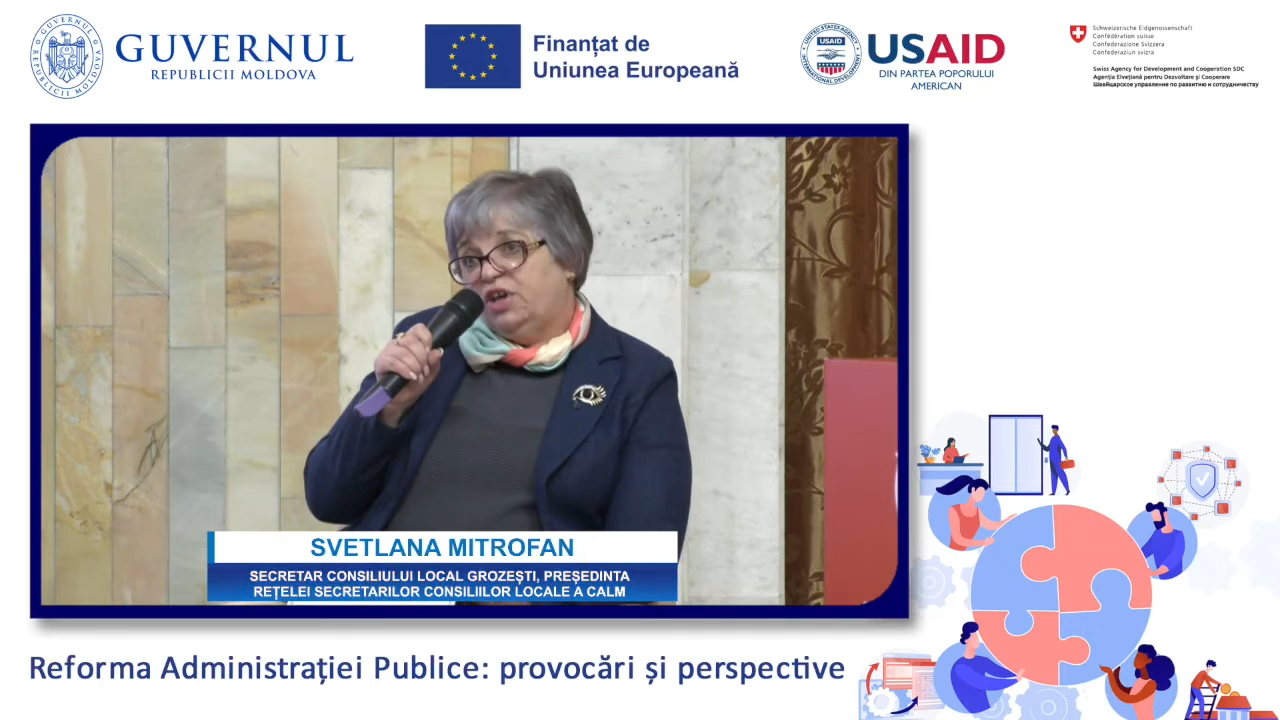 GUVERNUL
REPUBLICII MOLDOVA
Finanțat de
Uniunea Europeană
USAID
USAID
DIN PARTEA POPORULUI
AMERICAN
Schweizerische Eidgenossenschaft
Confédération suisse
Confederazione Svizzera
Confederaziun svizra
Swiss Agency for Development and Cooperation SDC
Agenția Elvețiană pentru Dezvoltare și Cooperare
Швейцарское управление по развитию и сотрудничеству
SVETLANA MITROFAN
SECRETAR CONSILIULUI LOCAL GROZEȘTI, PREȘEDINTA
REȚELEI SECRETARILOR CONSILIILOR LOCALE A CALM
Reforma Administrației Publice: provocări și perspective